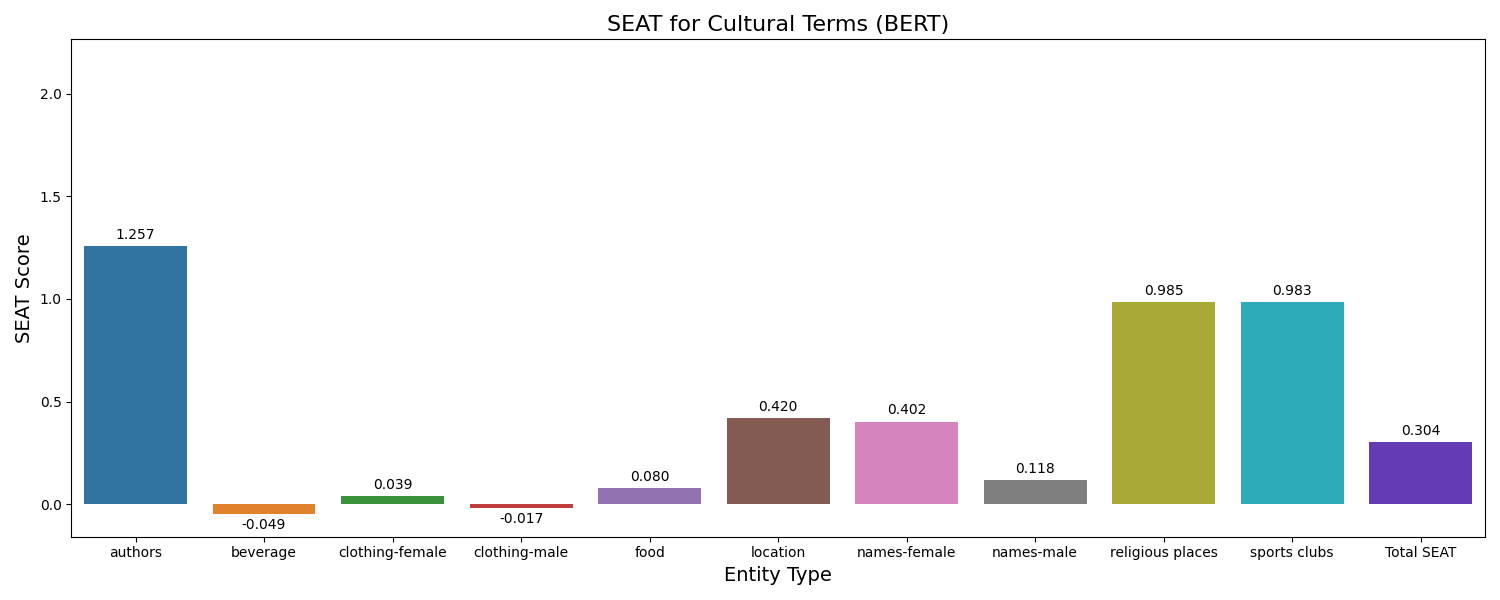 SEAT for Cultural Terms (BERT)
SEAT Score
2.0
1.5
1.0
0.5
0.0
1.257
-0.049
0.039
-0.017
0.080
0.420
0.402
0.118
0.985
0.983
0.304
authors
beverage
clothing-female
clothing-male
food
location
names-female
names-male
religious places
sports clubs
Total SEAT
Entity Type